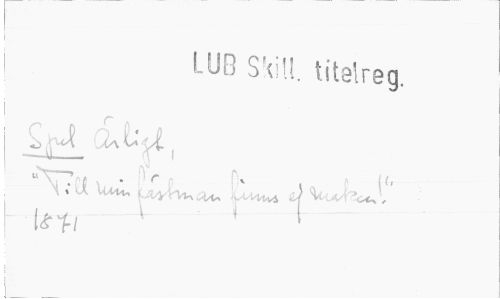 LUB Skill. titelreg.
Spel Ärligt,
"Till min fästman finns ej maken!"
1871